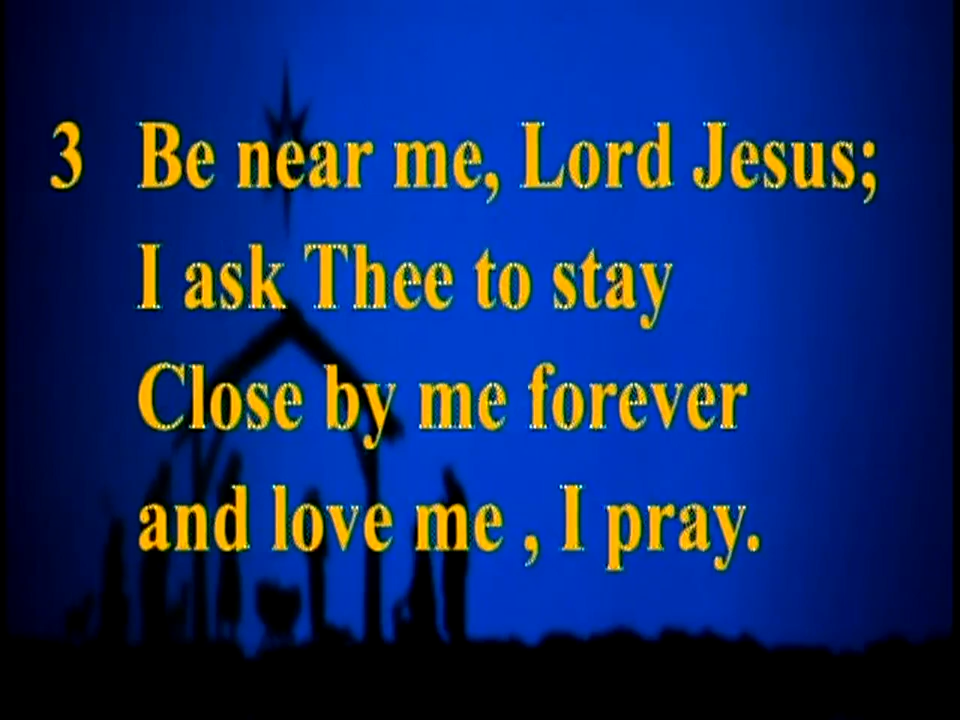 3 Be near me, Lord Jesus;
I ask Thee to stay
Close by me forever
and love me , I pray.